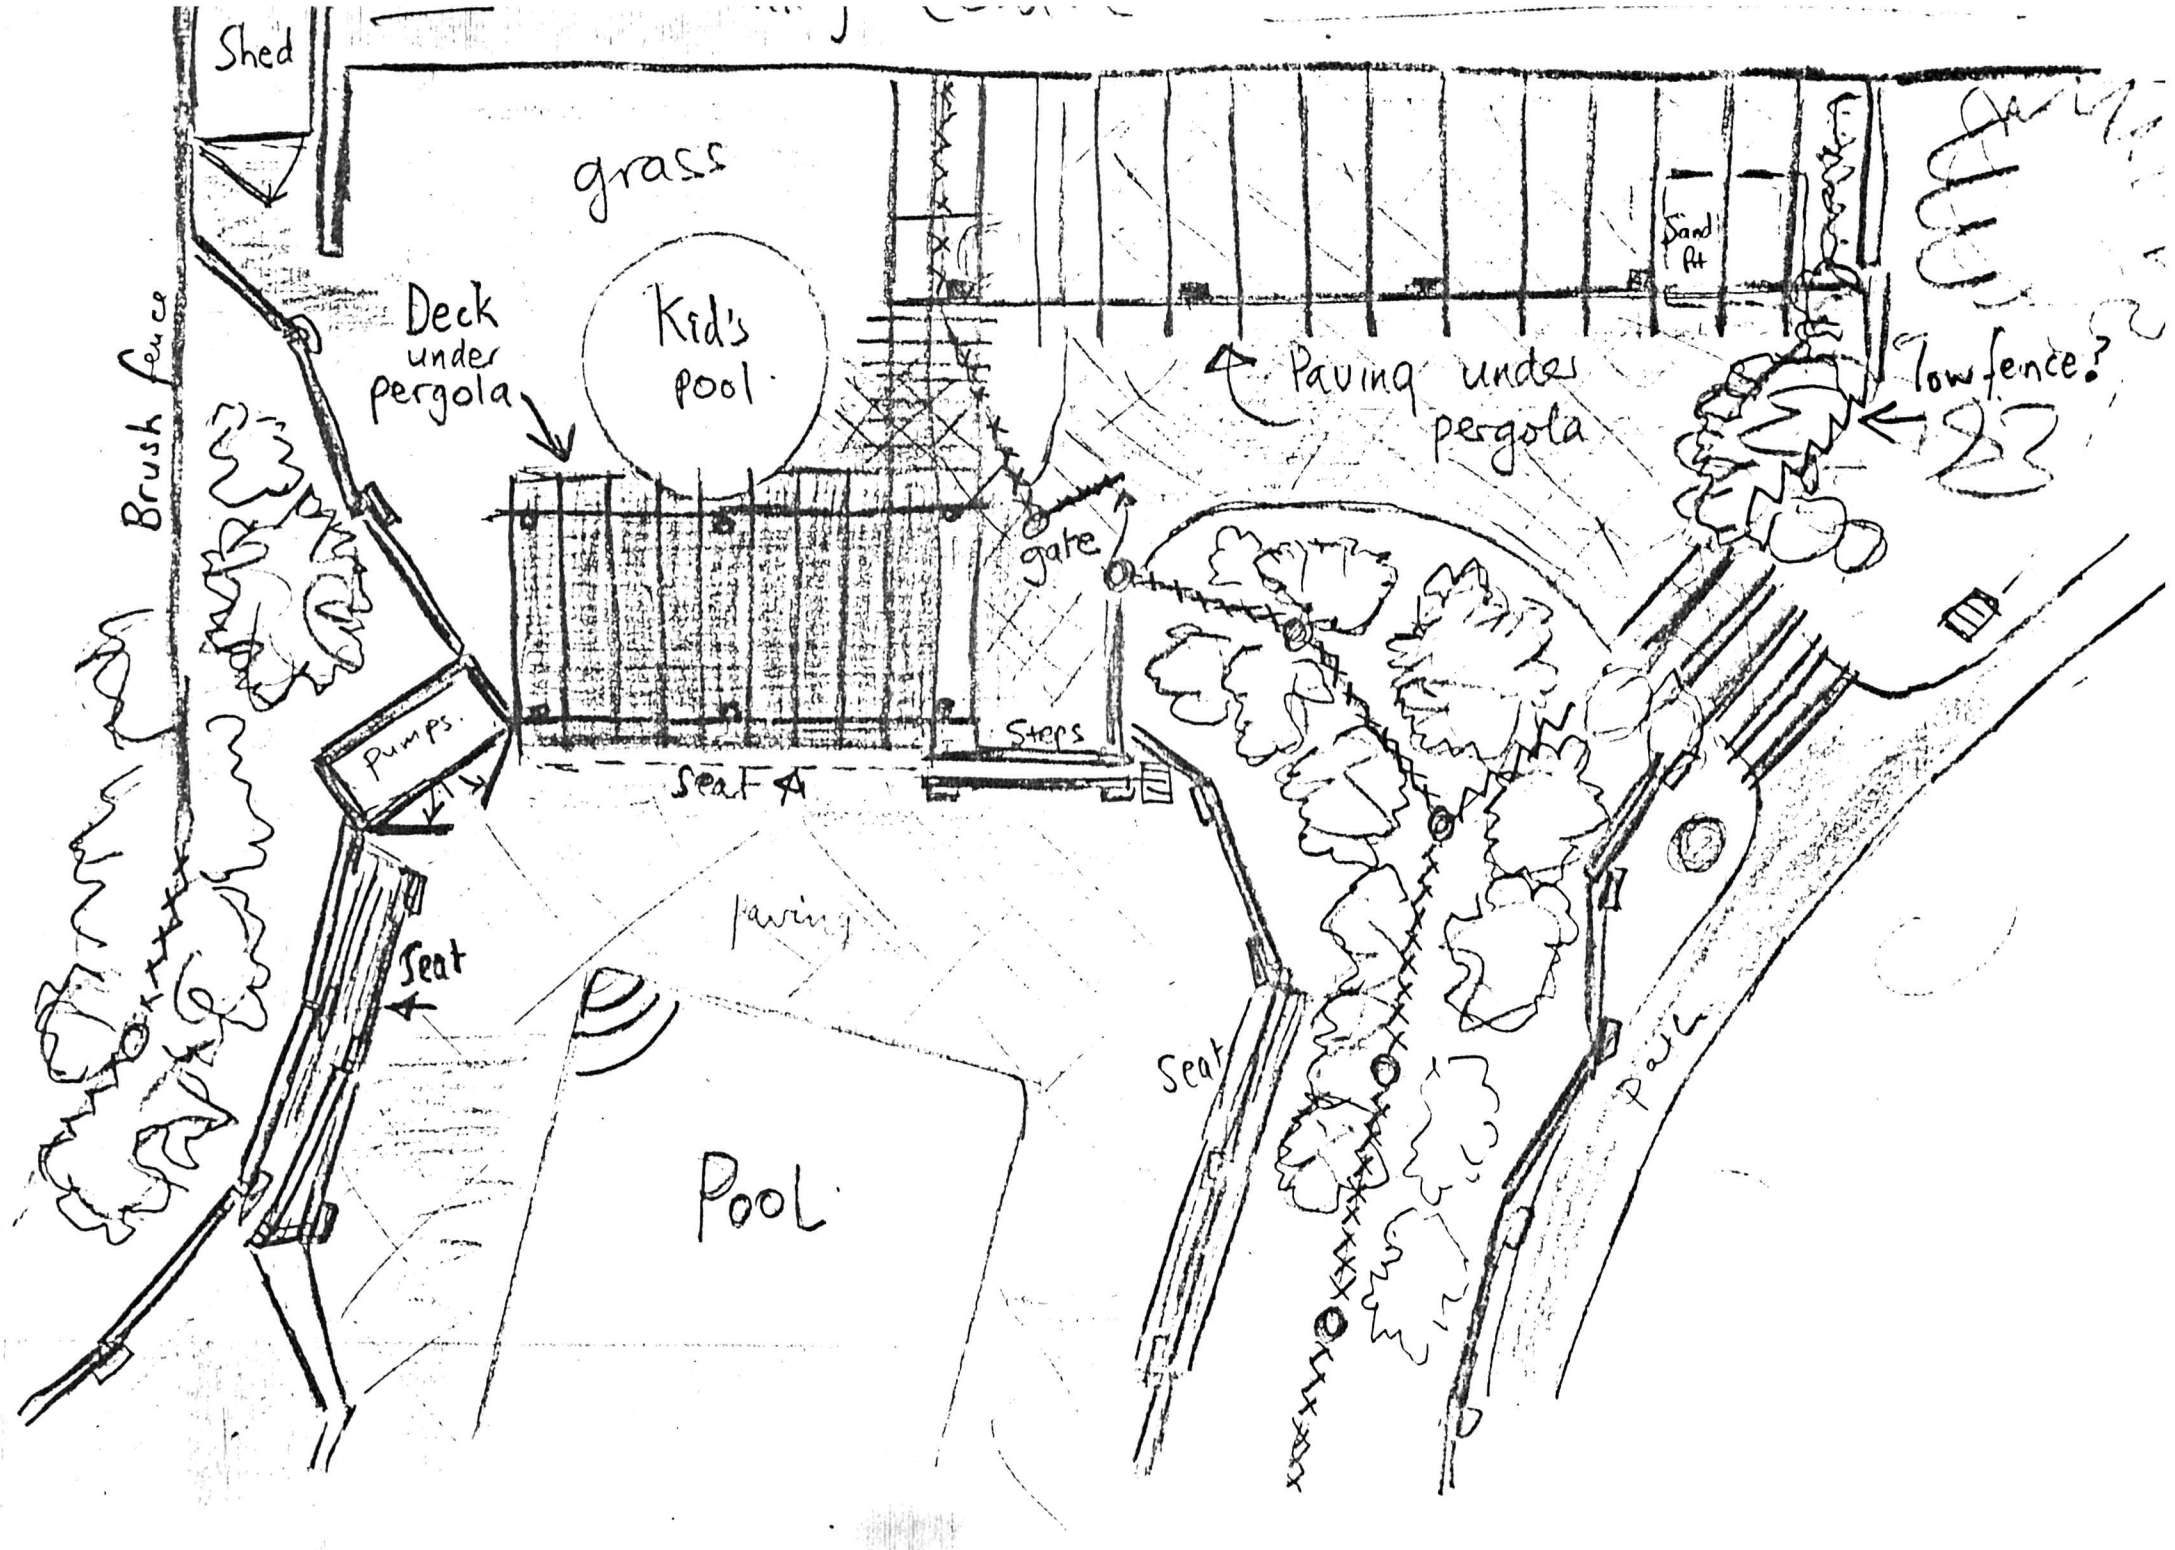 Shed
grass
Deck
under
pergola
Kid's
pool
Sand
Pit
Paving under
pergola
low fence?
Brush fence
gate
pumps
Steps
seat
paving
Seat
Seat
Pool
path